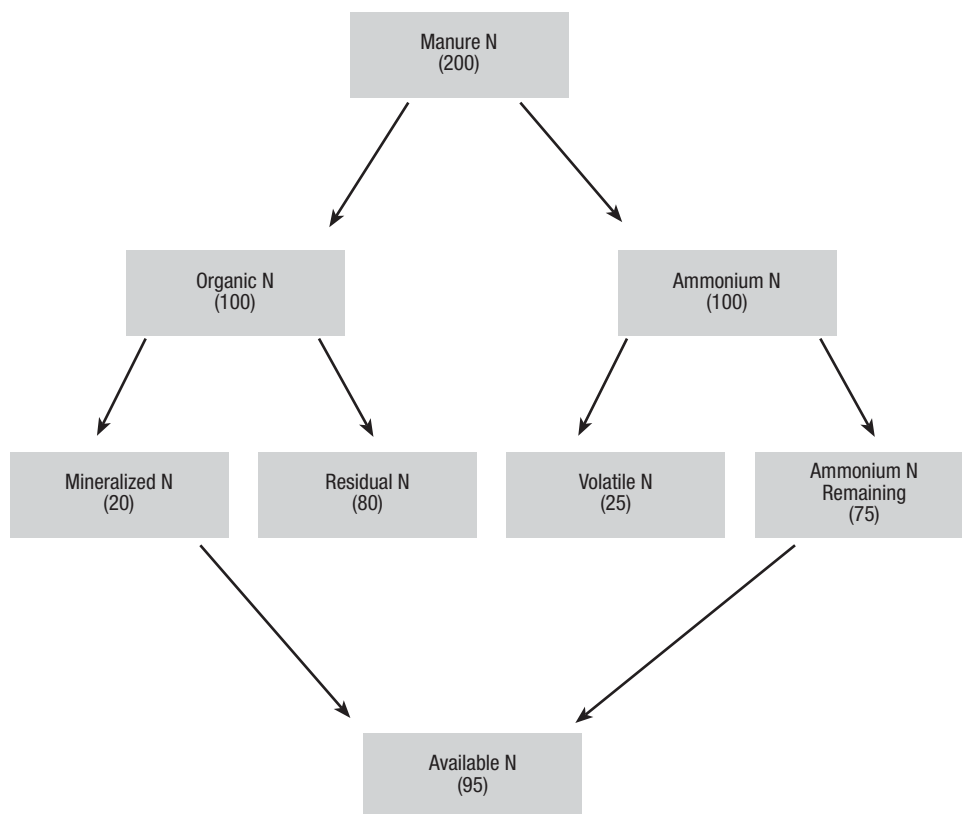 Manure N
(200)
Organic N
(100)
Ammonium N
(100)
Mineralized N
(20)
Residual N
(80)
Volatile N
(25)
Ammonium N
Remaining
(75)
Available N
(95)